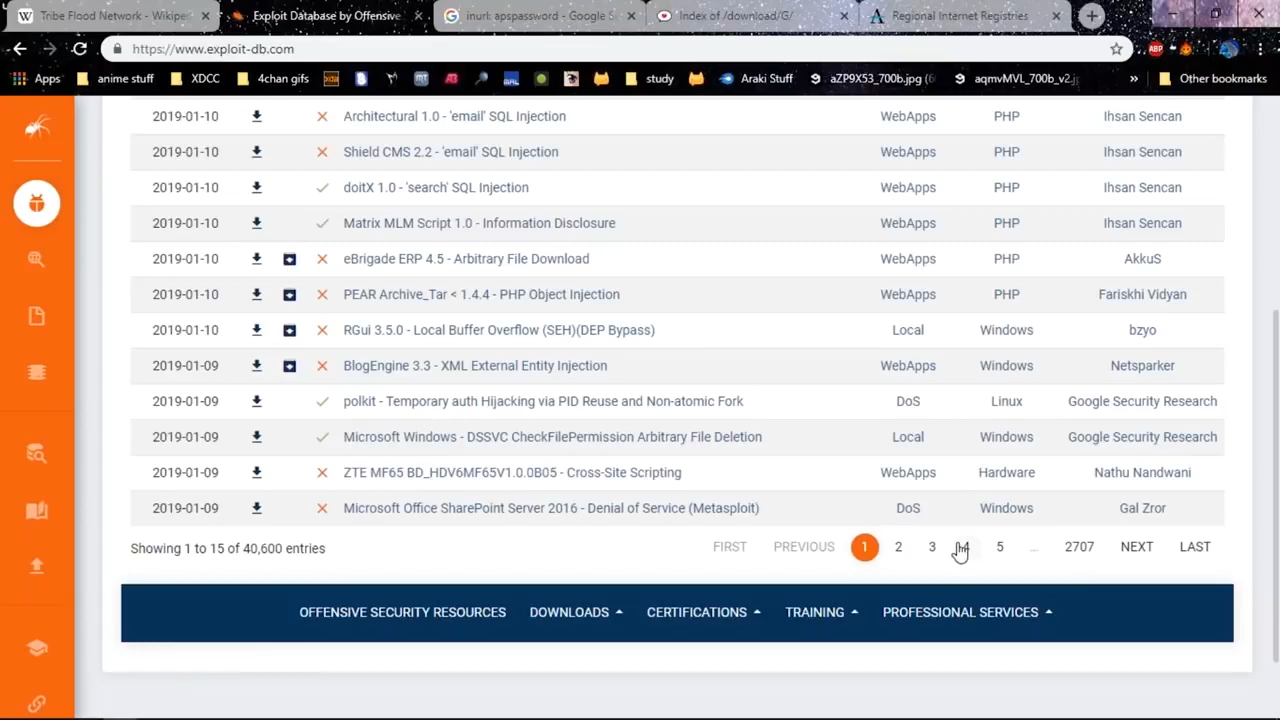 Tribe Flood Network - Wikipe
Exploit Database by Offensive
inurl: apspassword - Google S
Index of /download/G/
Regional Internet Registries
https://www.exploit-db.com
Apps
anime stuff
XDCC
4chan gifs
study
Araki Stuff
aZP9X53_700b.jpg (6
aqmvMVL_700b_v2.j
»
Other bookmarks
2019-01-10 Architectural 1.0 - 'email' SQL Injection WebApps PHP Ihsan Sencan
2019-01-10 Shield CMS 2.2 - 'email' SQL Injection WebApps PHP Ihsan Sencan
2019-01-10 doitX 1.0 - 'search' SQL Injection WebApps PHP Ihsan Sencan
2019-01-10 Matrix MLM Script 1.0 - Information Disclosure WebApps PHP Ihsan Sencan
2019-01-10 eBrigade ERP 4.5 - Arbitrary File Download WebApps PHP AkkuS
2019-01-10 PEAR Archive_Tar < 1.4.4 - PHP Object Injection WebApps PHP Fariskhi Vidyan
2019-01-10 RGui 3.5.0 - Local Buffer Overflow (SEH)(DEP Bypass) Local Windows bzyo
2019-01-09 BlogEngine 3.3 - XML External Entity Injection WebApps Windows Netsparker
2019-01-09 polkit - Temporary auth Hijacking via PID Reuse and Non-atomic Fork DoS Linux Google Security Research
2019-01-09 Microsoft Windows - DSSVC CheckFilePermission Arbitrary File Deletion Local Windows Google Security Research
2019-01-09 ZTE MF65 BD_HDV6MF65V1.0.0B05 - Cross-Site Scripting WebApps Hardware Nathu Nandwani
2019-01-09 Microsoft Office SharePoint Server 2016 - Denial of Service (Metasploit) DoS Windows Gal Zror
Showing 1 to 15 of 40,600 entries FIRST PREVIOUS 1 2 3 5 ... 2707 NEXT LAST
OFFENSIVE SECURITY RESOURCES DOWNLOADS CERTIFICATIONS TRAINING PROFESSIONAL SERVICES